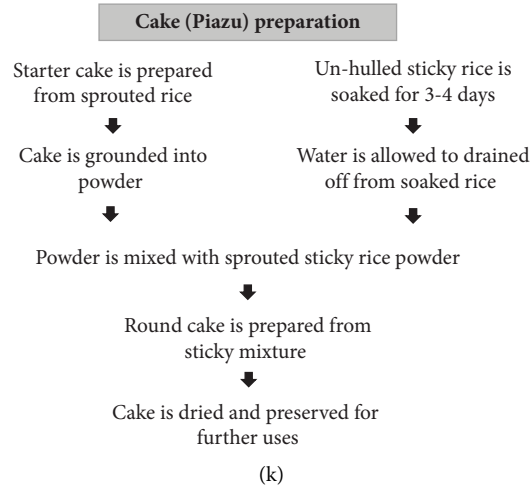 Cake (Piazu) preparation
Starter cake is prepared
from sprouted rice
Un-hulled sticky rice is
soaked for 3-4 days
Cake is grounded into
powder
Water is allowed to drained
off from soaked rice
Powder is mixed with sprouted sticky rice powder
Round cake is prepared from
sticky mixture
Cake is dried and preserved for
further uses
(k)